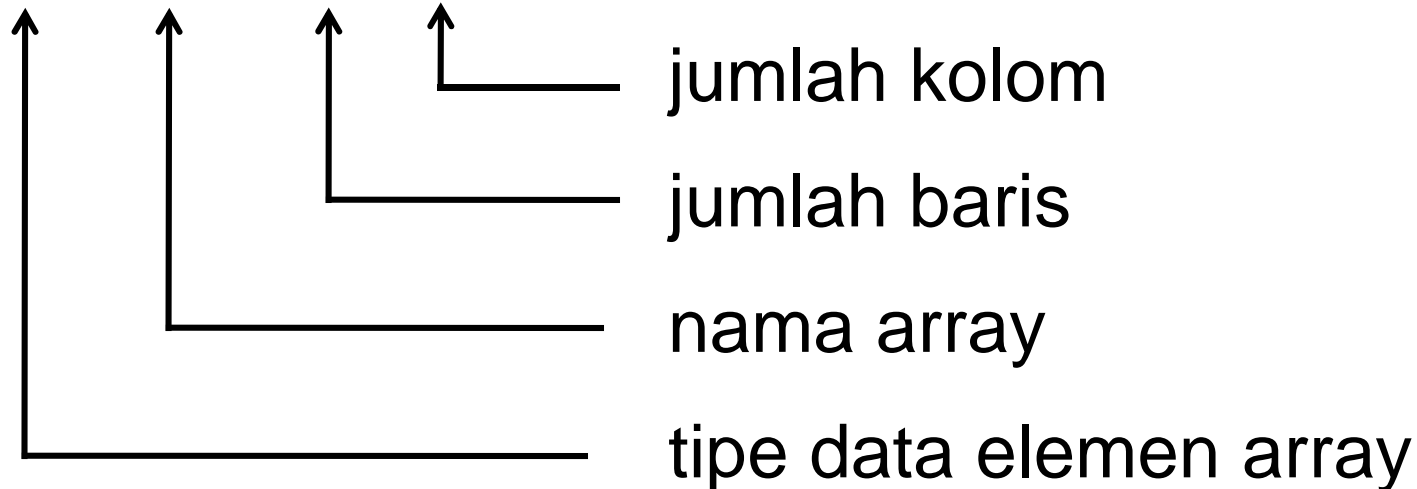 jumlah kolom
jumlah baris
nama array
tipe data elemen array